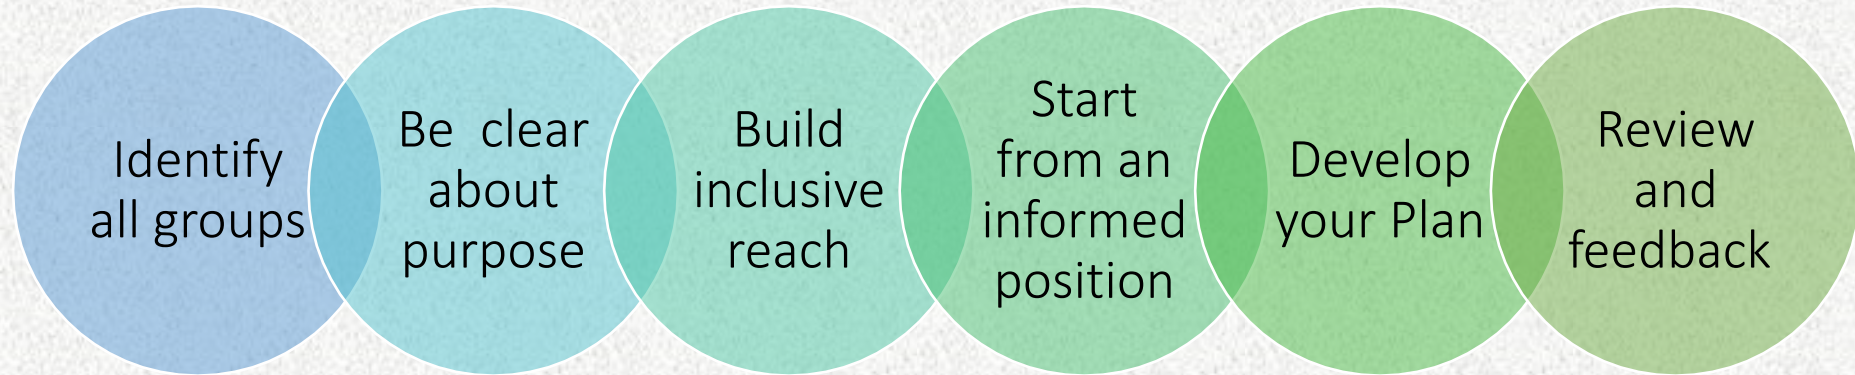 Identify
all groups
Be  clear
about
purpose
Build
inclusive
reach
Start
from an
informed
position
Develop
your Plan
Review
and
feedback